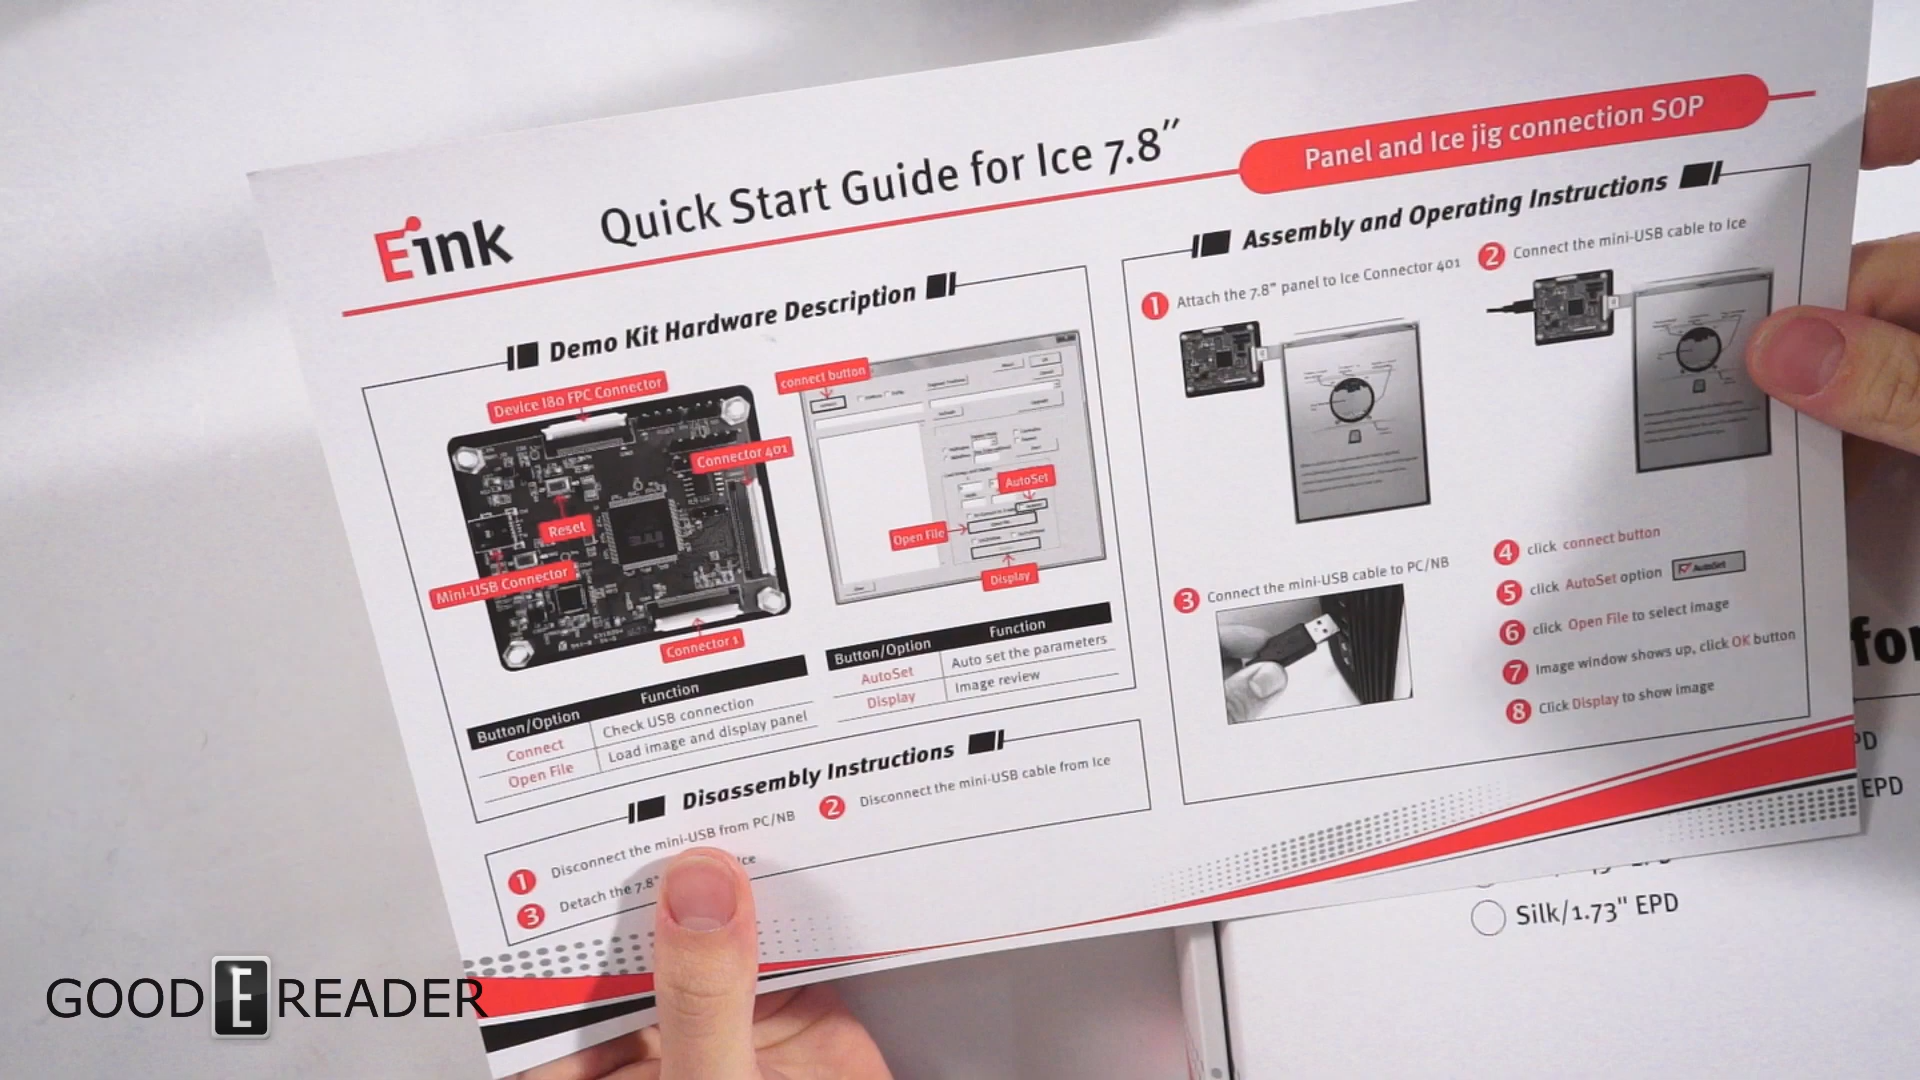 Eink
Quick Start Guide for Ice 7.8"
Panel and Ice jig connection SOP
Demo Kit Hardware Description
Device I80 FPC Connector
Connector 401
Reset
Mini-USB Connector
Connector 1
connect button
AutoSet
Open File
Display
Button/Option Function
Connect Check USB connection
Open File Load image and display panel
Button/Option Function
AutoSet Auto set the parameters
Display Image review
Disassembly Instructions
1 Disconnect the mini-USB from PC/NB
2 Disconnect the mini-USB cable from Ice
3 Detach the 7.8" Ice
Assembly and Operating Instructions
1 Attach the 7.8" panel to Ice Connector 401
2 Connect the mini-USB cable to Ice
3 Connect the mini-USB cable to PC/NB
4 click connect button
5 click AutoSet option AutoSet
6 click Open File to select image
7 Image window shows up, click OK button
8 Click Display to show image
for
PD
EPD
Silk/1.73" EPD
GOOD E READER